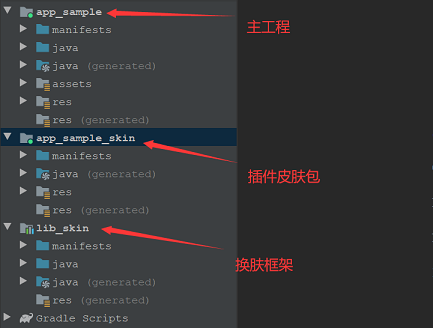 app_sample
主工程
manifests
java
java (generated)
assets
res
res (generated)
app_sample_skin
manifests
java (generated)
插件皮肤包
res
res (generated)
lib_skin
manifests
换肤框架
java
java (generated)
res (generated)
Gradle Scripts